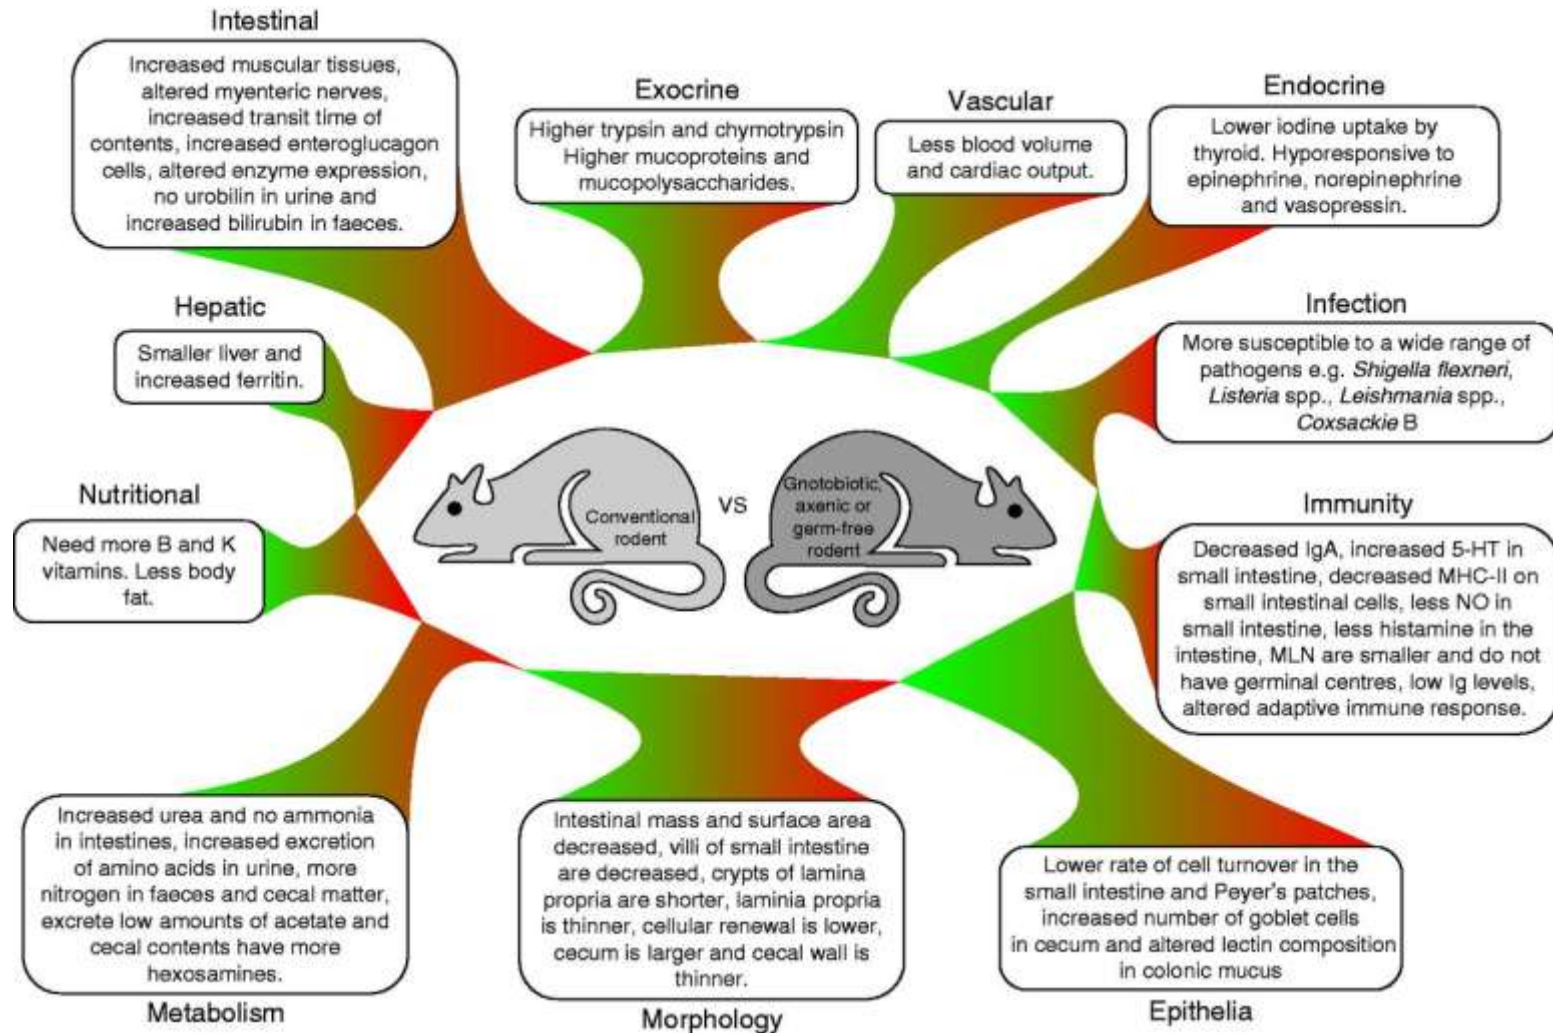 Intestinal
Increased muscular tissues,
altered myenteric nerves,
increased transit time of
contents, increased enteroglucagon
cells, altered enzyme expression,
no urobilin in urine and
increased bilirubin in faeces.
Exocrine
Higher trypsin and chymotrypsin
Higher mucoproteins and
mucopolysaccharides.
Vascular
Less blood volume
and cardiac output.
Endocrine
Lower iodine uptake by
thyroid. Hyporesponsive to
epinephrine, norepinephrine
and vasopressin.
Hepatic
Smaller liver and
increased ferritin.
Infection
More susceptible to a wide range of
pathogens e.g. Shigella flexneri,
Listeria spp., Leishmania spp.,
Coxsackie B
Nutritional
Need more B and K
vitamins. Less body
fat.
Conventional
rodent
VS
Gnotobiotic,
axenic or
germ-free
rodent
Immunity
Decreased IgA, increased 5-HT in
small intestine, decreased MHC-II on
small intestinal cells, less NO in
small intestine, less histamine in the
intestine, MLN are smaller and do not
have germinal centres, low Ig levels,
altered adaptive immune response.
Increased urea and no ammonia
in intestines, increased excretion
of amino acids in urine, more
nitrogen in faeces and cecal matter,
excrete low amounts of acetate and
cecal contents have more
hexosamines.
Metabolism
Intestinal mass and surface area
decreased, villi of small intestine
are decreased, crypts of lamina
propria are shorter, laminia propria
is thinner, cellular renewal is lower,
cecum is larger and cecal wall is
thinner.
Morphology
Lower rate of cell turnover in the
small intestine and Peyer's patches,
increased number of goblet cells
in cecum and altered lectin composition
in colonic mucus
Epithelia